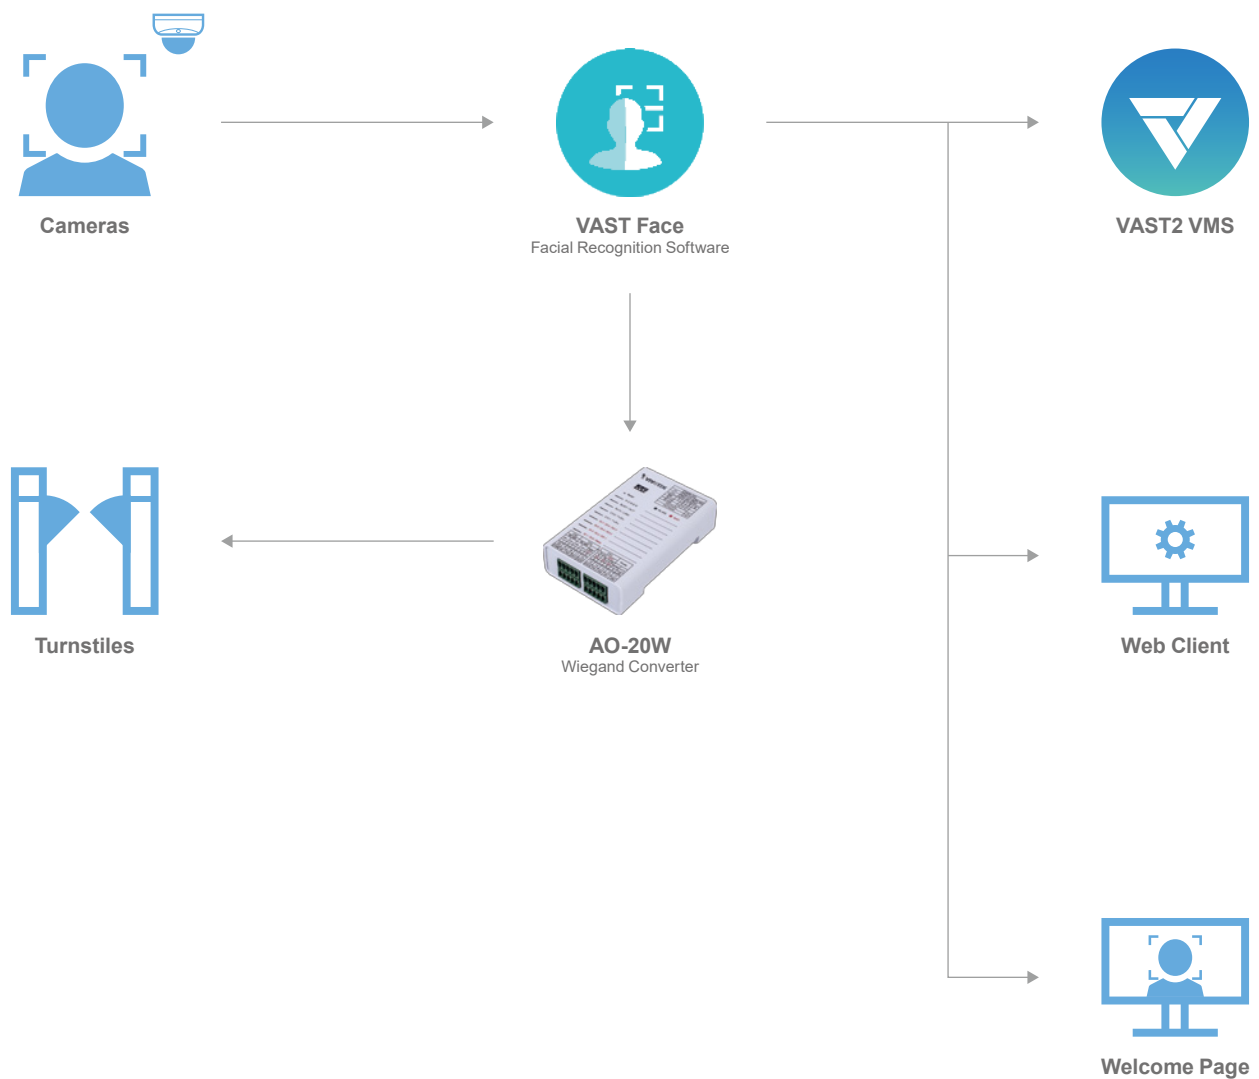 Cameras
VAST Face
Facial Recognition Software
VAST2 VMS
Turnstiles
AO-20W
Wiegand Converter
Web Client
Welcome Page